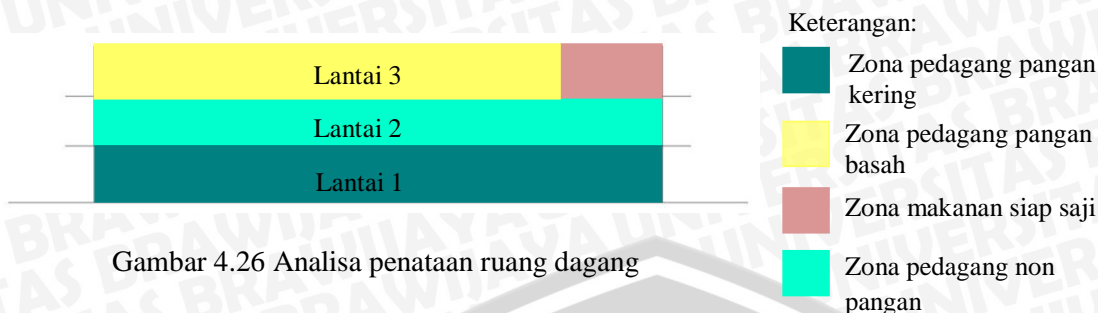 Lantai 3
Lantai 2
Lantai 1
Gambar 4.26 Analisa penataan ruang dagang
Keterangan:
Zona pedagang pangan
kering
Zona pedagang pangan
basah
Zona makanan siap saji
Zona pedagang non
pangan